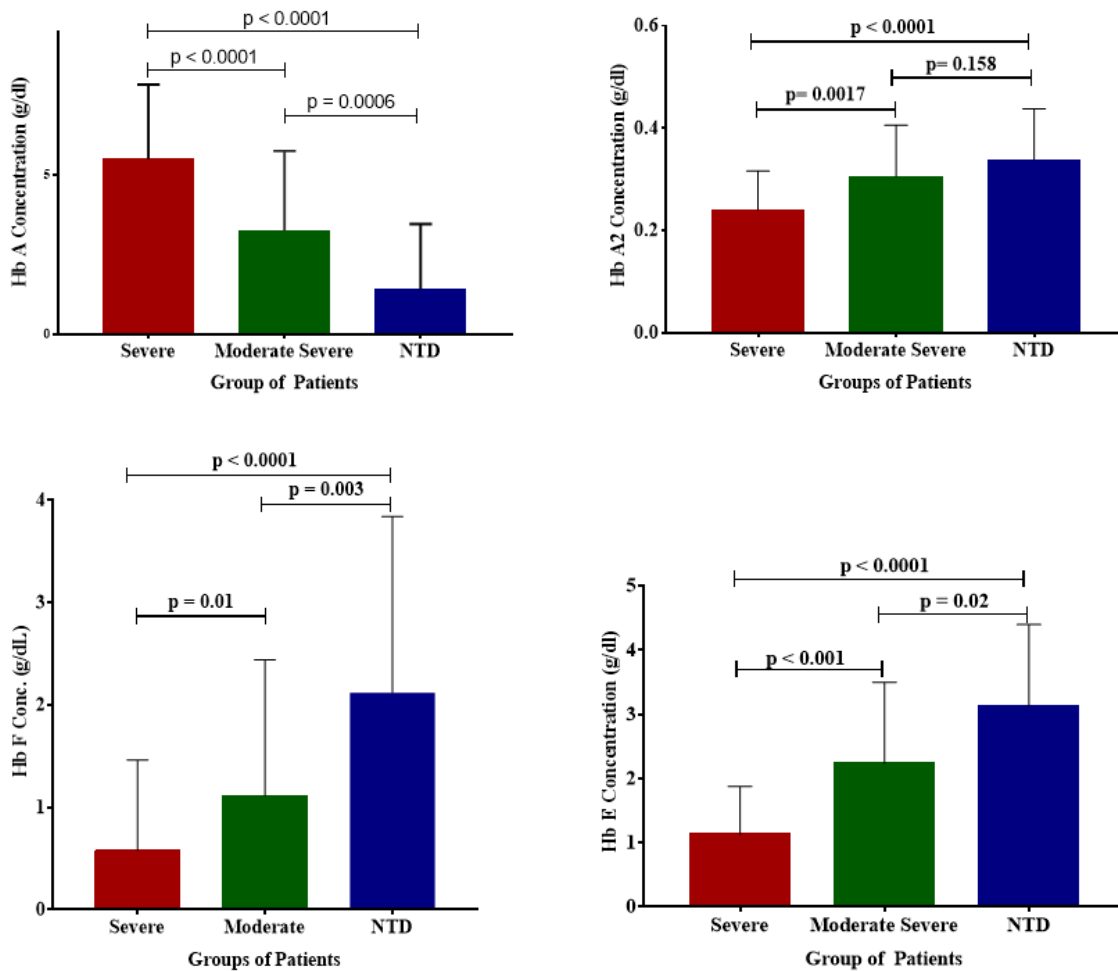 p < 0.0001
p < 0.0001
p = 0.0006
Hb A Concentration (g/dl)
5
0
Severe Moderate Severe NTD
Group of Patients
0.6
p < 0.0001
p= 0.158
p= 0.0017
0.4
Hb A2 Concentration (g/dl)
0.2
0.0
Severe Moderate Severe NTD
Groups of Patients
p < 0.0001
4
p = 0.003
3
p = 0.01
Hb F Conc. (g/dL)
2
1
0
Severe Moderate NTD
Groups of Patients
p < 0.0001
5
p = 0.02
4
p < 0.001
Hb E Concentration (g/dl)
3
2
1
0
Severe Moderate Severe NTD
Group of Patients